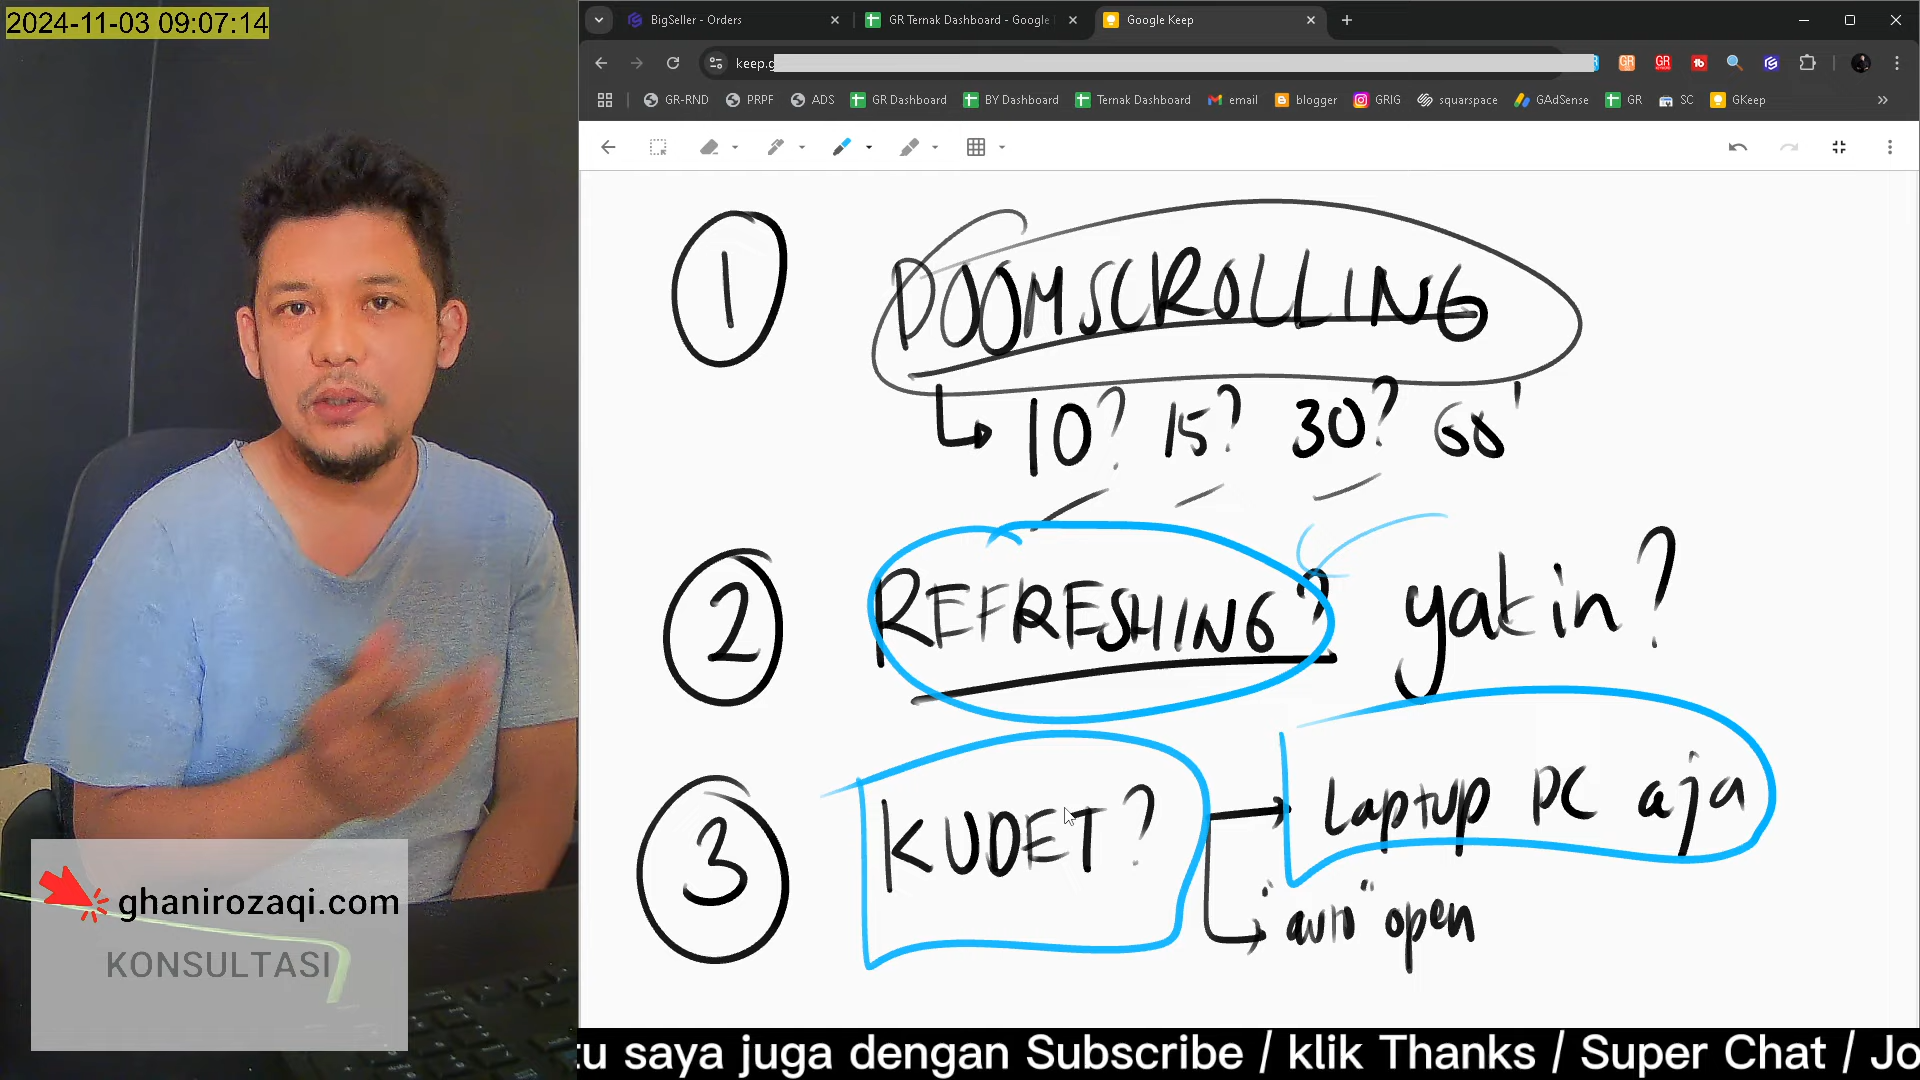 2024-11-03 09:07:14
BigSeller - Orders
GR Ternak Dashboard - Google
Google Keep
keep.g
GR-RND
PRPF
ADS
GR Dashboard
BY Dashboard
Ternak Dashboard
email
blogger
GRIG
squarspace
GAdSense
GR
SC
GKeep
1 DOOMSCROLLING
10? 15? 30? 60'
2 REFRESHING? yakin?
3 KUDET? Laptup PC aja
"auto" open
ghanirozaqi.com
KONSULTASI
tu saya juga dengan Subscribe / klik Thanks / Super Chat / Jo